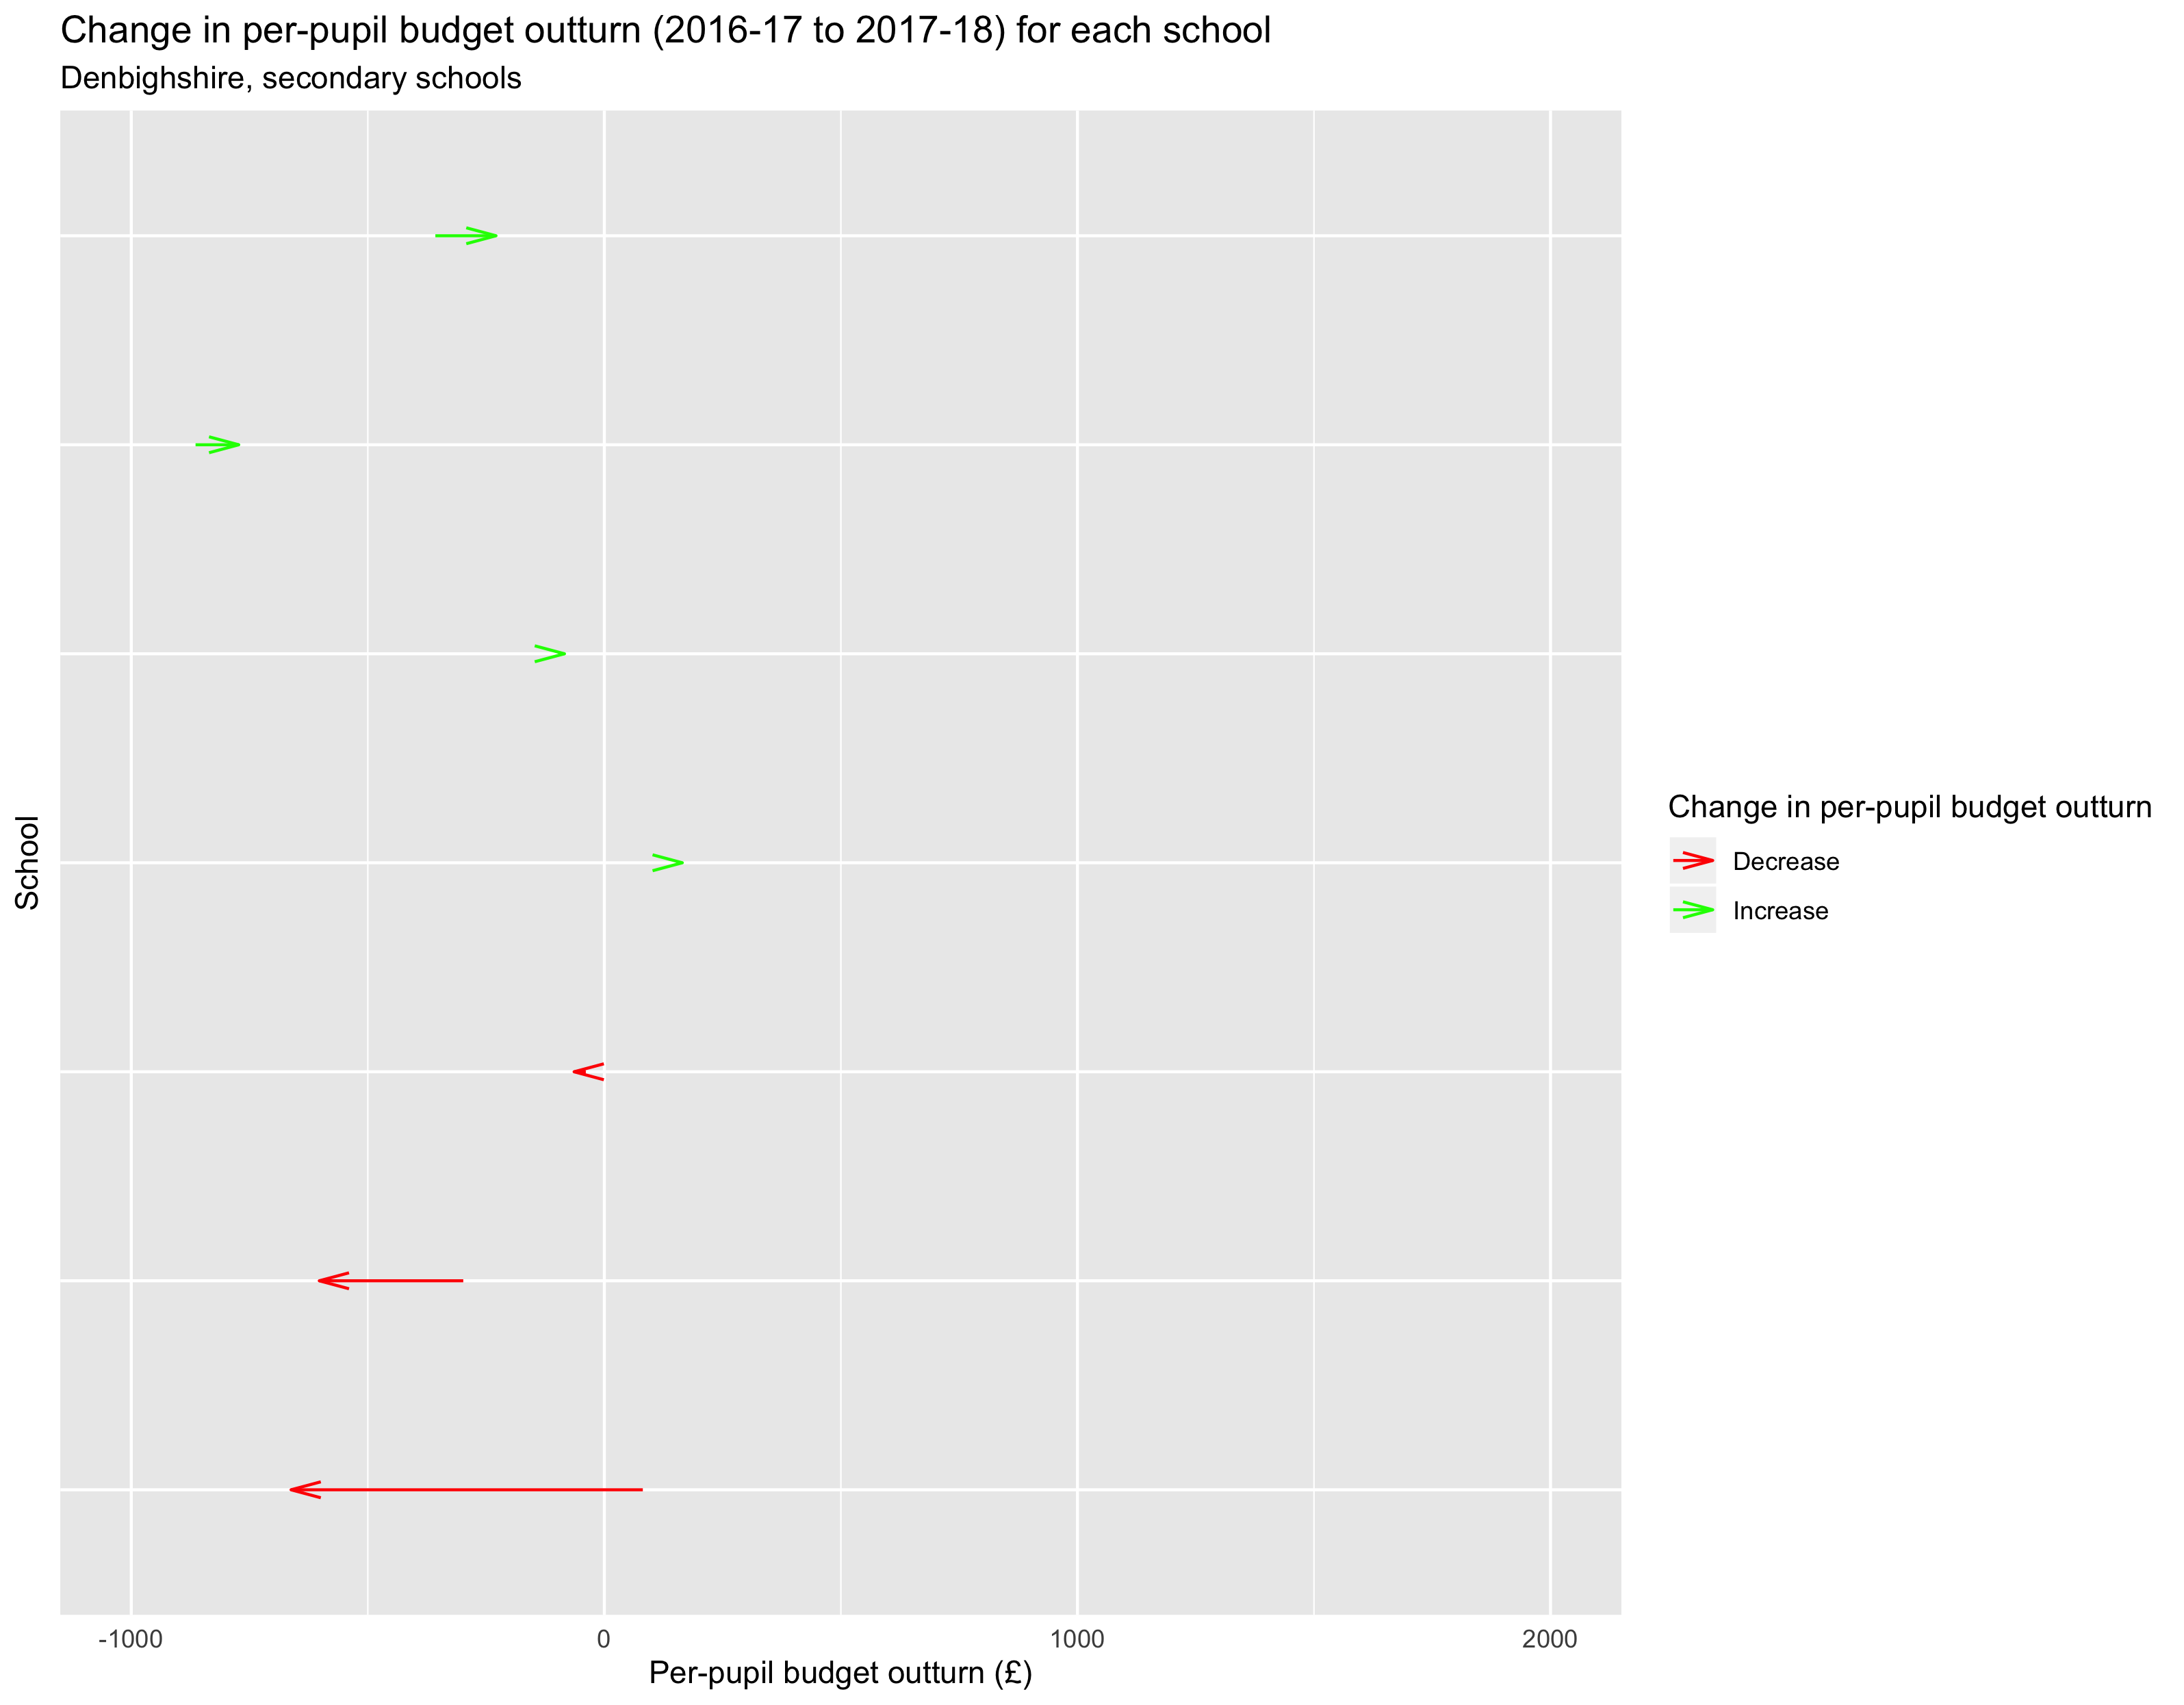 Change in per-pupil budget outturn (2016-17 to 2017-18) for each school
Denbighshire, secondary schools
School
Change in per-pupil budget outturn
Decrease
Increase
-1000
0
1000
2000
Per-pupil budget outturn (£)